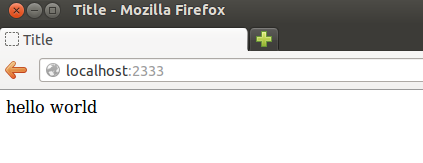 Title - Mozilla Firefox
Title
localhost:2333
hello world